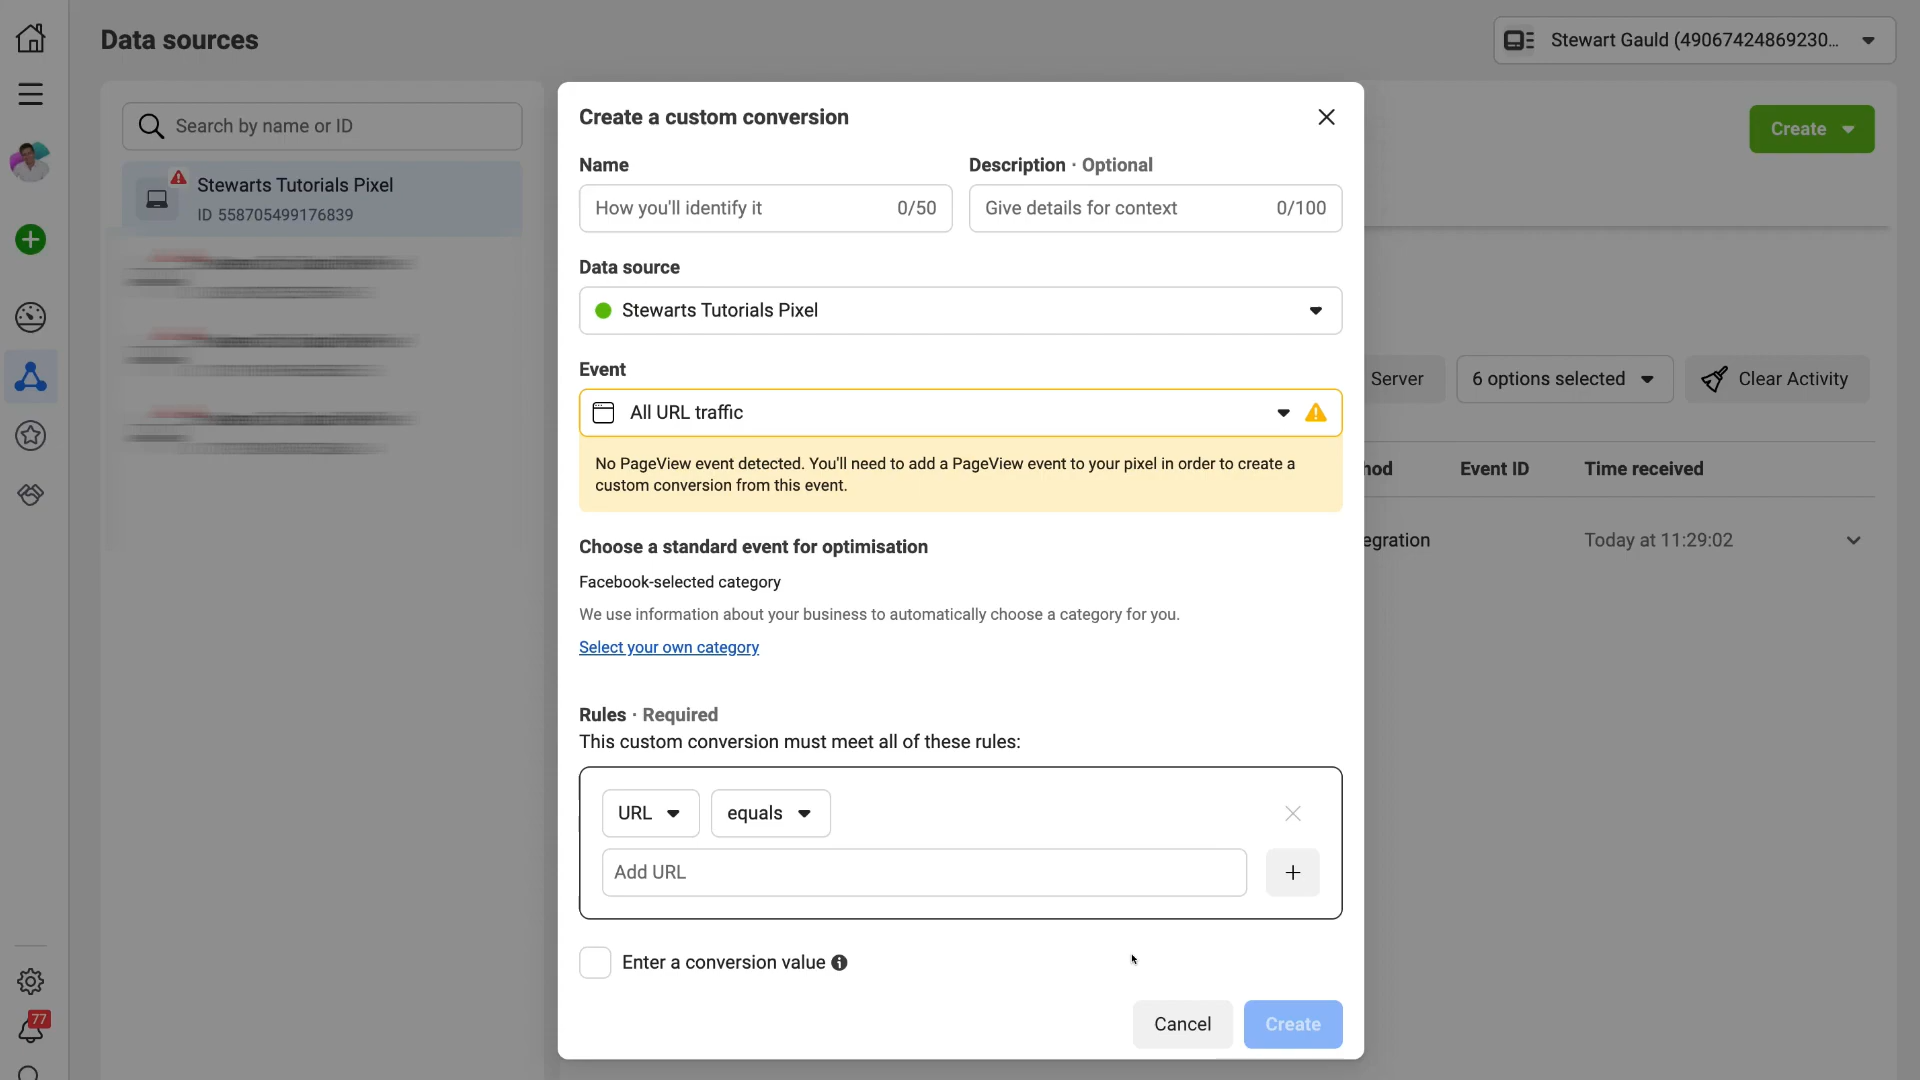 Data sources
Stewart Gauld (49067424869230...
Search by name or ID
Create
Stewarts Tutorials Pixel
ID 558705499176839
Create a custom conversion
Name
Description · Optional
How you'll identify it
0/50
Give details for context
0/100
Data source
Stewarts Tutorials Pixel
Event
All URL traffic
No PageView event detected. You'll need to add a PageView event to your pixel in order to create a
custom conversion from this event.
Server
6 options selected
Clear Activity
hod
Event ID
Time received
egration
Today at 11:29:02
Choose a standard event for optimisation
Facebook-selected category
We use information about your business to automatically choose a category for you.
Select your own category
Rules · Required
This custom conversion must meet all of these rules:
URL
equals
Add URL
+
Enter a conversion value
77
Cancel
Create